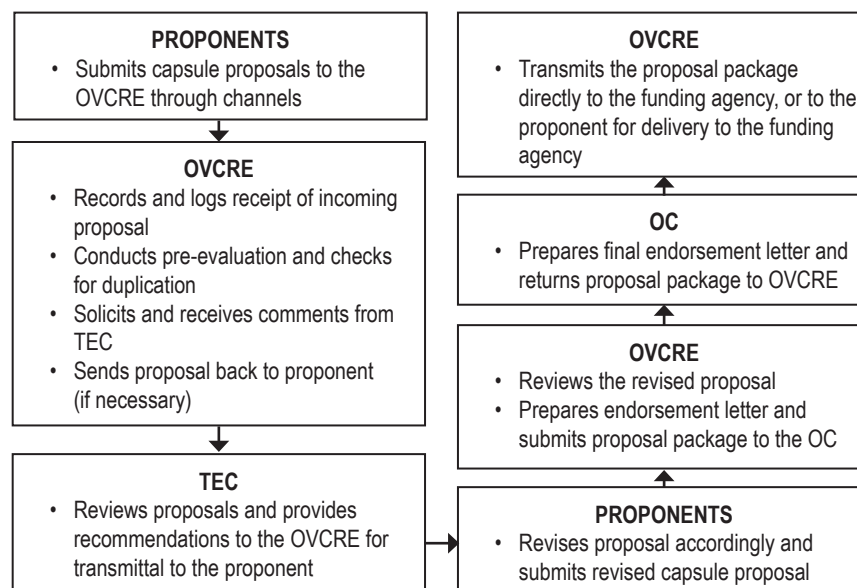 PROPONENTS
• Submits capsule proposals to the
OVCRE through channels
OVCRE
• Records and logs receipt of incoming
proposal
• Conducts pre-evaluation and checks
for duplication
• Solicits and receives comments from
TEC
• Sends proposal back to proponent
(if necessary)
TEC
• Reviews proposals and provides
recommendations to the OVCRE for
transmittal to the proponent
PROPONENTS
• Revises proposal accordingly and
submits revised capsule proposal
OVCRE
• Reviews the revised proposal
• Prepares endorsement letter and
submits proposal package to the OC
OC
• Prepares final endorsement letter and
returns proposal package to OVCRE
OVCRE
• Transmits the proposal package
directly to the funding agency, or to the
proponent for delivery to the funding
agency